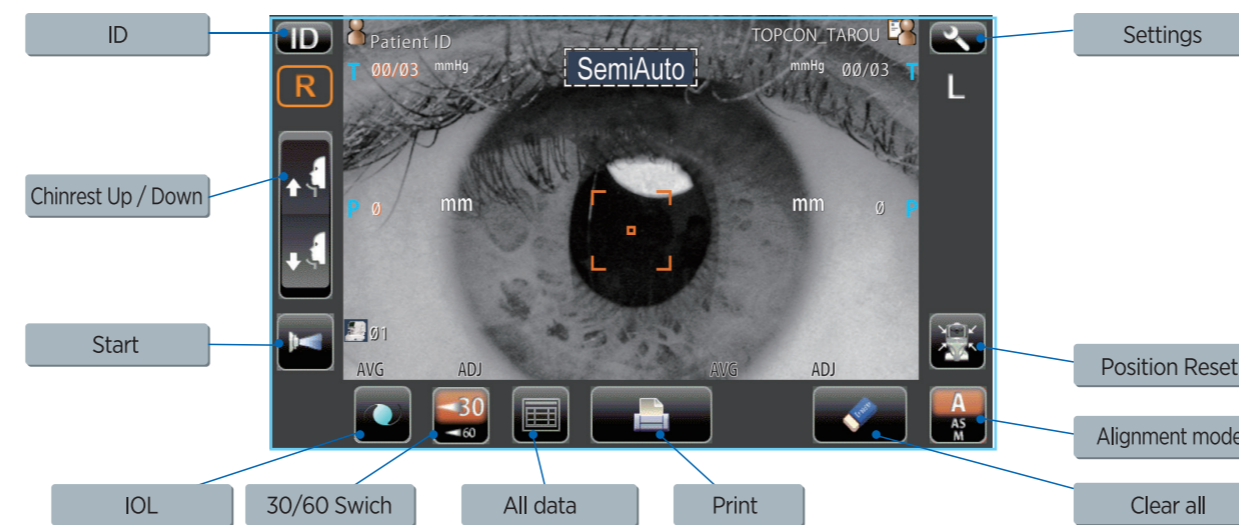 ID
Settings
ID
Patient ID
TOPCON_TAROU
R
T 00/03 mmHg
SemiAuto
mmHg 00/03 T
L
Chinrest Up / Down
P 0
mm
mm
0 P
Start
01
AVG
ADJ
AVG
ADJ
Position Reset
30
60
A
AS
M
Alignment mode
IOL
30/60 Swich
All data
Print
Clear all